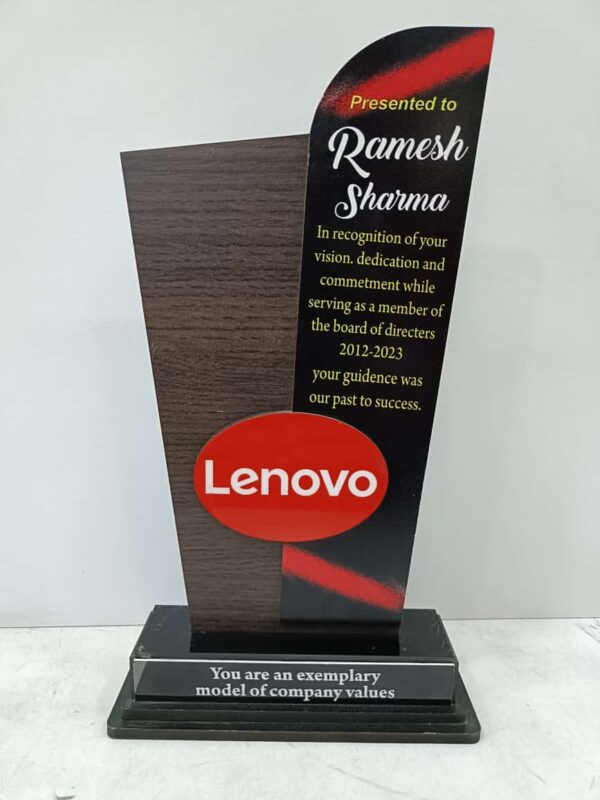 Presented to
Ramesh
Sharma
In recognition of your
vision. dedication and
commetment while
serving as a member of
the board of directers
2012-2023
your guidence was
our past to success.
Lenovo
You are an exemplary
model of company values